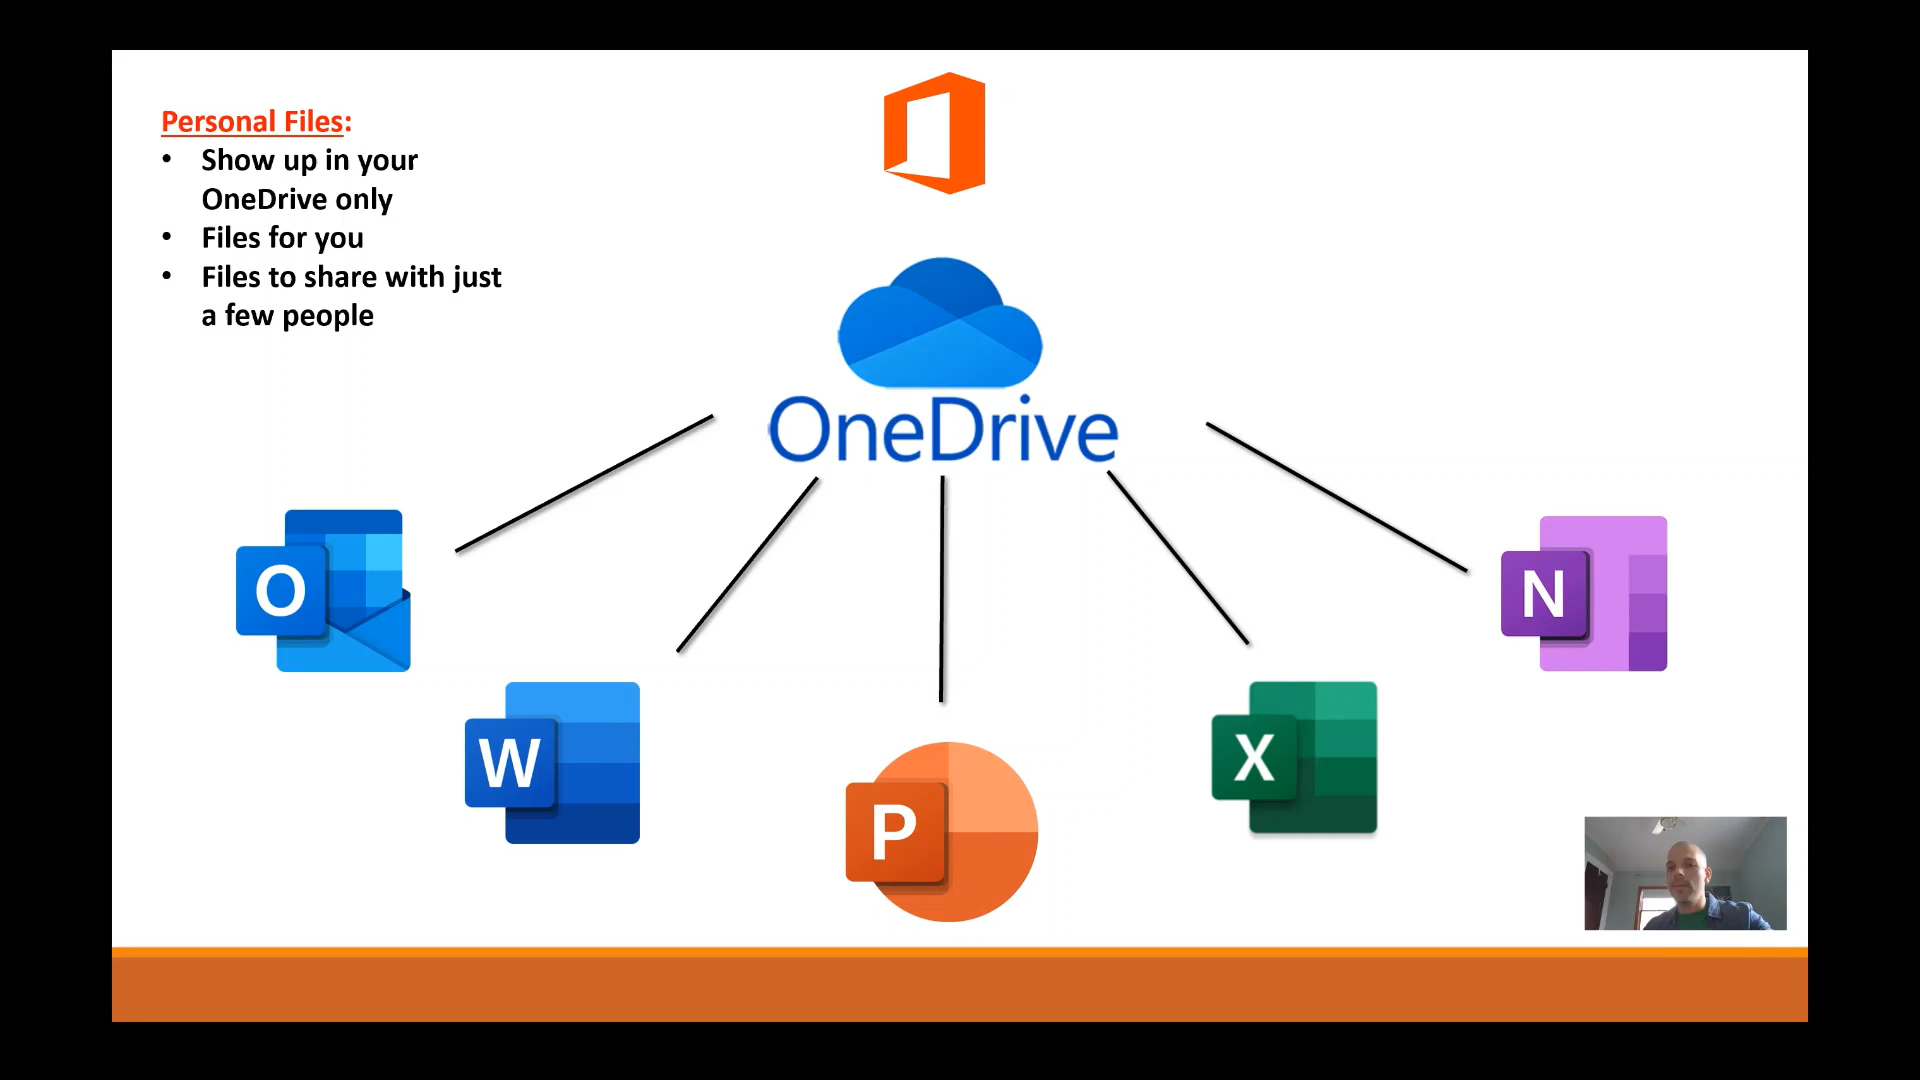 Personal Files:
• Show up in your
OneDrive only
• Files for you
• Files to share with just
a few people
OneDrive
O
N
W
X
P